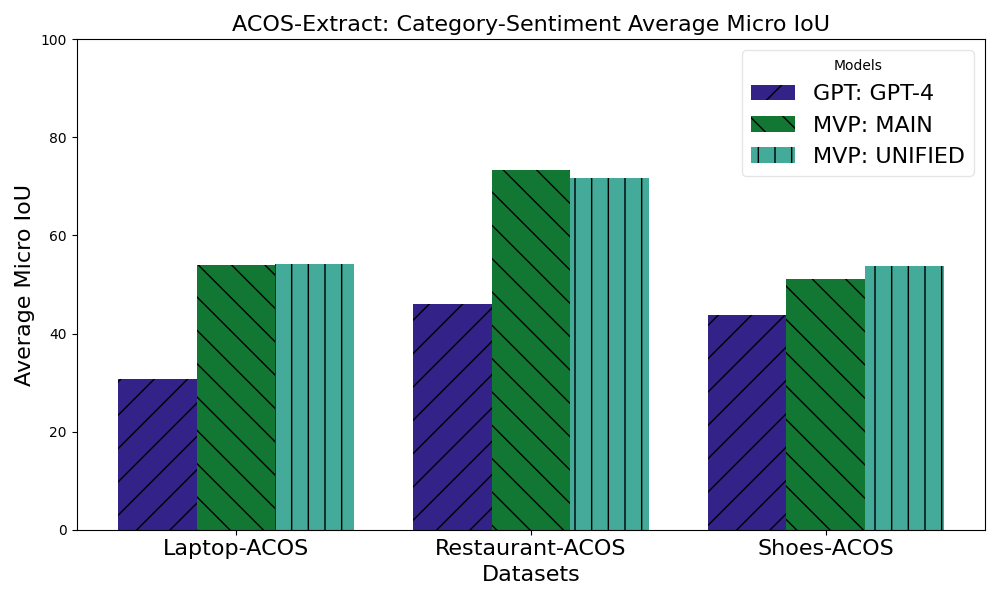 ACOS-Extract: Category-Sentiment Average Micro IoU
Average Micro IoU
100
80
60
40
20
0
Models
GPT: GPT-4
MVP: MAIN
MVP: UNIFIED
Laptop-ACOS
Restaurant-ACOS
Shoes-ACOS
Datasets